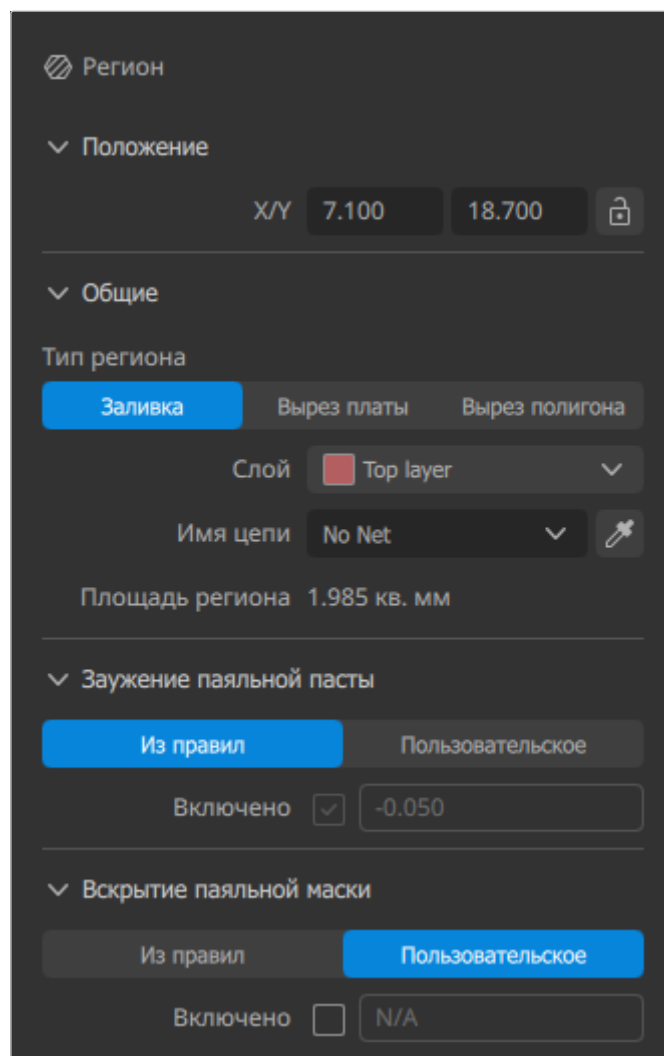 Регион
Положение
X/Y 7.100 18.700
Общие
Тип региона
Заливка Вырез платы Вырез полигона
Слой Top layer
Имя цепи No Net
Площадь региона 1.985 кв. мм
Заужение паяльной пасты
Из правил Пользовательское
Включено -0.050
Вскрытие паяльной маски
Из правил Пользовательское
Включено N/A